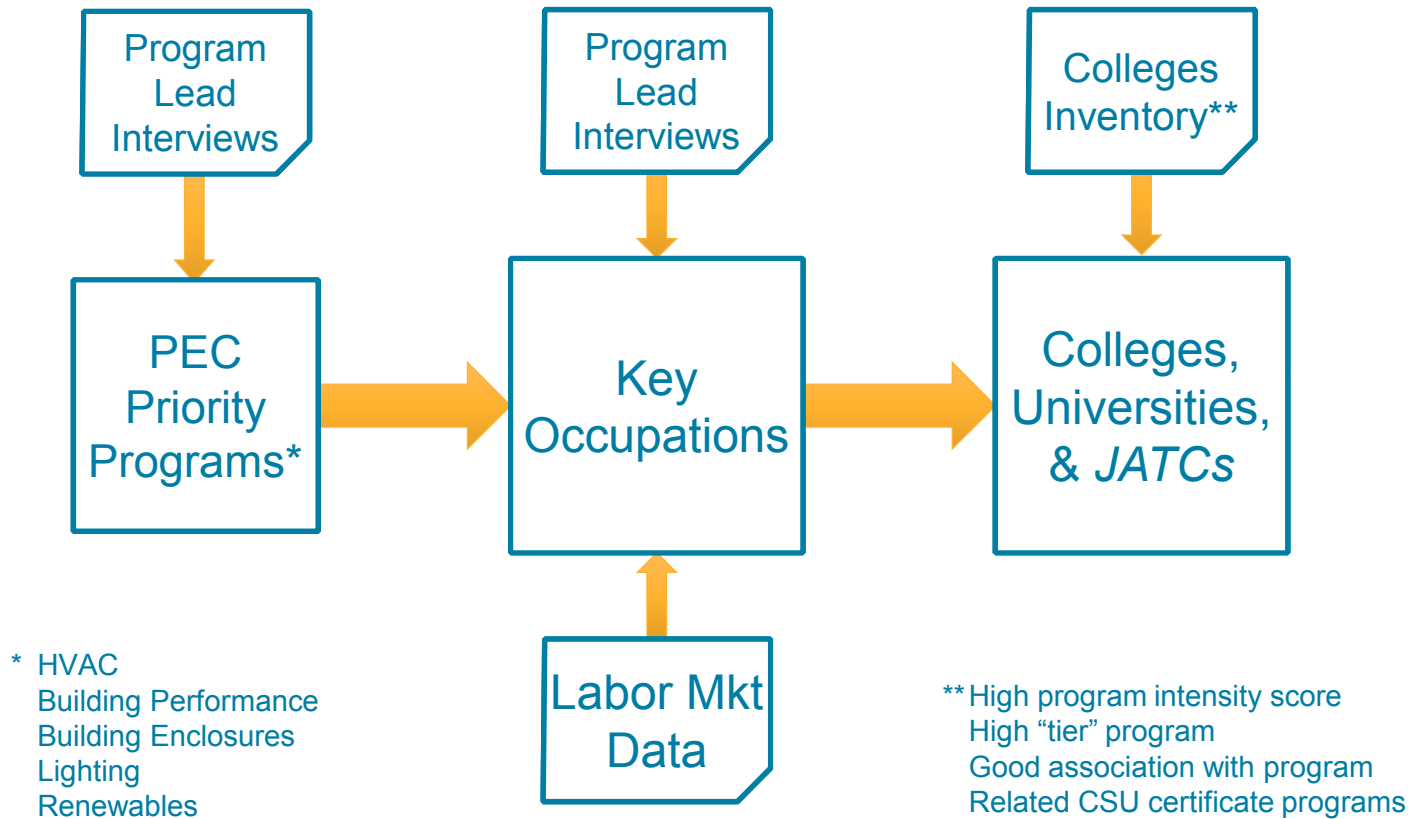 Program
Lead
Interviews
Program
Lead
Interviews
Colleges
Inventory**
PEC
Priority
Programs*
Key
Occupations
Colleges,
Universities,
& JATCs
Labor Mkt
Data
* HVAC
Building Performance
Building Enclosures
Lighting
Renewables
** High program intensity score
High “tier” program
Good association with program
Related CSU certificate programs